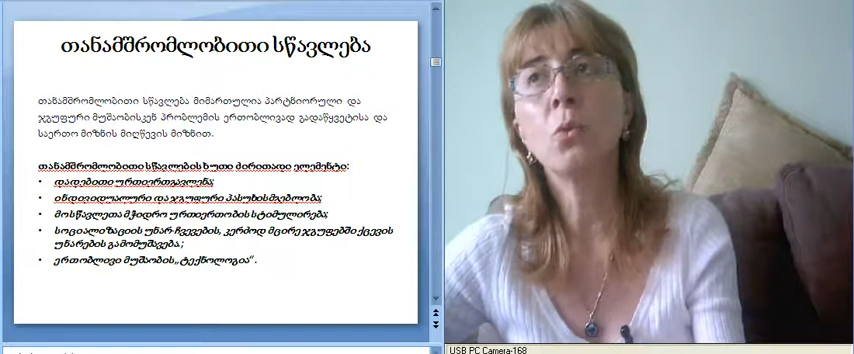 თანამშრომლობითი სწავლება
თანამშრომლობითი სწავლება მიმართულია პარტნიორული და
ჯგუფური მუშაობისკენ პრობლემის ერთობლივად გადაწყვეტისა და
საერთო მიზნის მიღწევის მიზნით.
თანამშრომლობითი სწავლების ხუთი ძირითადი ელემენტი:
• დადებითი ურთიერთგავლენა;
• ინდივიდუალური და ჯგუფური პასუხისმგებლობა;
• მოსწავლეთა მჭიდრო ურთიერთობის სტიმულირება;
• სოციალიზაციის უნარ-ჩვევების, კერძოდ მცირე ჯგუფებში ქცევის
უნარების გამომუშავება.;
• ერთობლივი მუშაობის „ტექნოლოგია“.
USB PC Camera-168